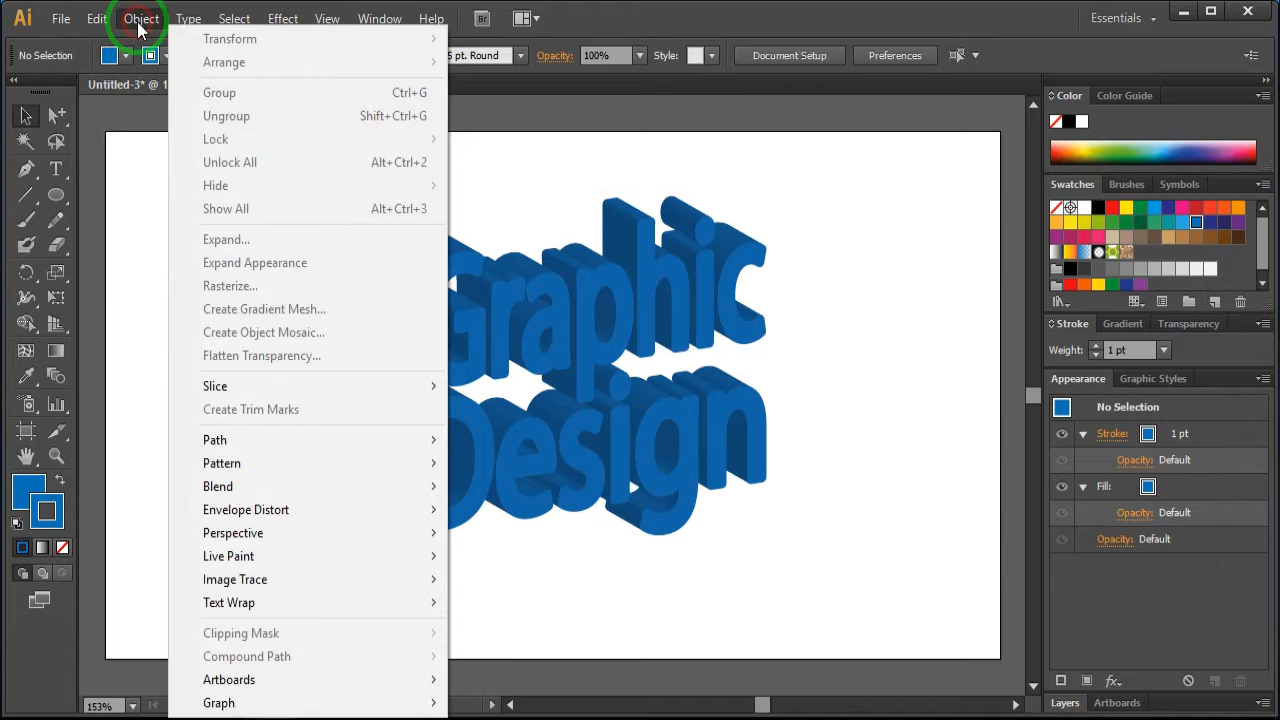 Ai File Edit Object Type Select Effect View Window Help Br Essentials
No Selection 5 pt. Round Opacity: 100% Style: Document Setup Preferences
Untitled-3* @ 1
Transform
Arrange
Group Ctrl+G
Ungroup Shift+Ctrl+G
Lock
Unlock All Alt+Ctrl+2
Hide
Show All Alt+Ctrl+3
Expand...
Expand Appearance
Rasterize...
Create Gradient Mesh...
Create Object Mosaic...
Flatten Transparency...
Slice
Create Trim Marks
Path
Pattern
Blend
Envelope Distort
Perspective
Live Paint
Image Trace
Text Wrap
Clipping Mask
Compound Path
Artboards
Graph
Graphic
Design
Color Color Guide
Swatches Brushes Symbols
Stroke Gradient Transparency
Weight: 1 pt
Appearance Graphic Styles
No Selection
Stroke: 1 pt
Opacity: Default
Fill:
Opacity: Default
Opacity: Default
Layers Artboards
153%